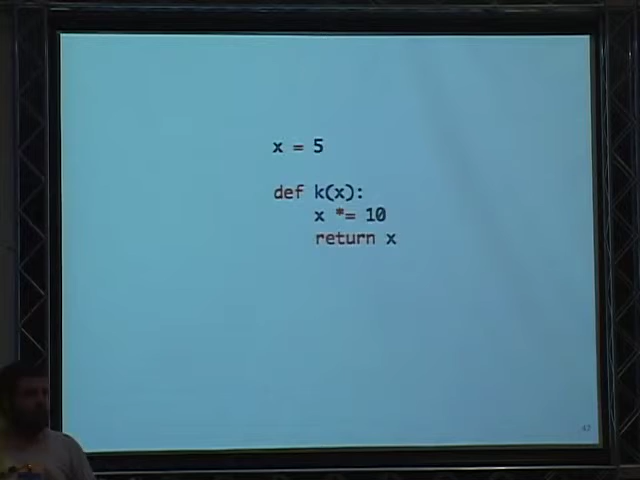 x = 5
def k(x):
x *= 10
return x